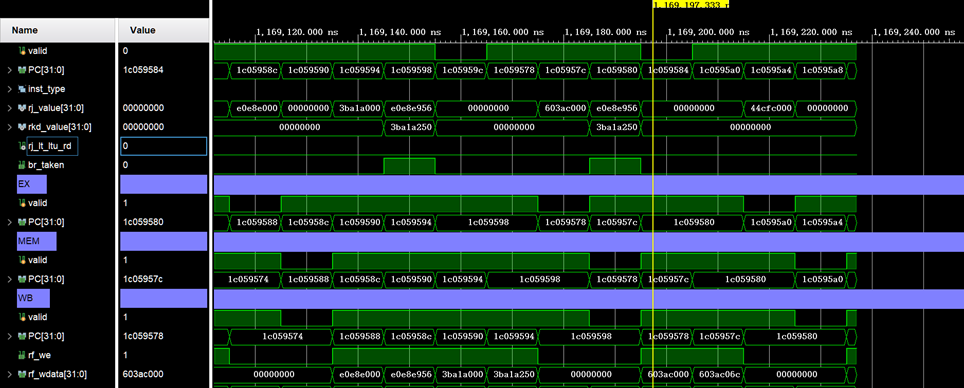 1,169,197.333 n
Name Value 1,169,120.000 ns 1,169,140.000 ns 1,169,160.000 ns 1,169,180.000 ns 1,169,200.000 ns 1,169,220.000 ns 1,169,240.000 ns
valid 0
PC[31:0] 1c059584 1c05958c 1c059590 1c059594 1c059598 1c05959c 1c059578 1c05957c 1c059580 1c059584 1c0595a0 1c0595a4 1c0595a8
inst_type
rj_value[31:0] 00000000 e0e8e000 00000000 3ba1a000 e0e8e956 00000000 603ac000 e0e8e956 00000000 44cfc000 00000000
rkd_value[31:0] 00000000 00000000 3ba1a250 00000000 3ba1a250 00000000
rj_lt_ltu_rd 0
br_taken 0
EX
valid 1
PC[31:0] 1c059580 1c059588 1c05958c 1c059590 1c059594 1c059598 1c059578 1c05957c 1c059580 1c0595a0 1c0595a4
MEM
valid 1
PC[31:0] 1c05957c 1c059574 1c059588 1c05958c 1c059590 1c059594 1c059598 1c059578 1c05957c 1c059580 1c0595a0
WB
valid 1
PC[31:0] 1c059578 1c059574 1c059588 1c05958c 1c059590 1c059594 1c059598 1c059578 1c05957c 1c059580
rf_we 1
rf_wdata[31:0] 603ac000 00000000 e0e8e000 e0e8e956 3ba1a000 3ba1a250 00000000 603ac000 603ac06c 00000000